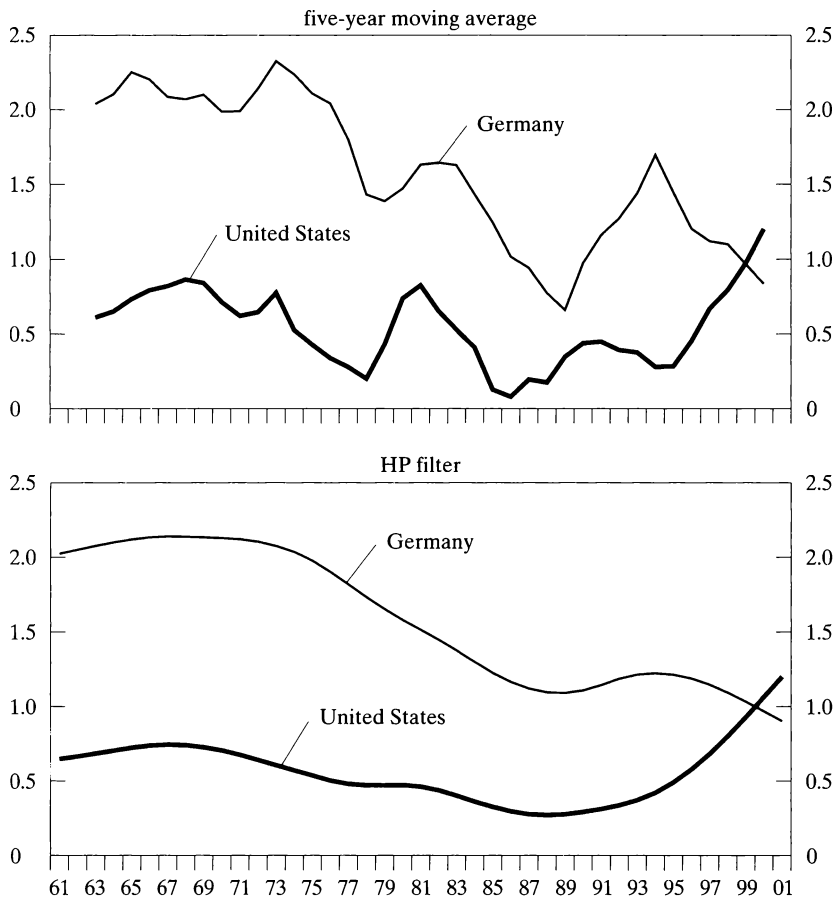 five-year moving average
2.5 2.5
2.0 2.0
Germany
1.5 1.5
United States
1.0 1.0
0.5 0.5
0 0
HP filter
2.5 2.5
2.0 2.0
Germany
1.5 1.5
1.0 1.0
United States
0.5 0.5
0 0
61 63 65 67 69 71 73 75 77 79 81 83 85 87 89 91 93 95 97 99 01